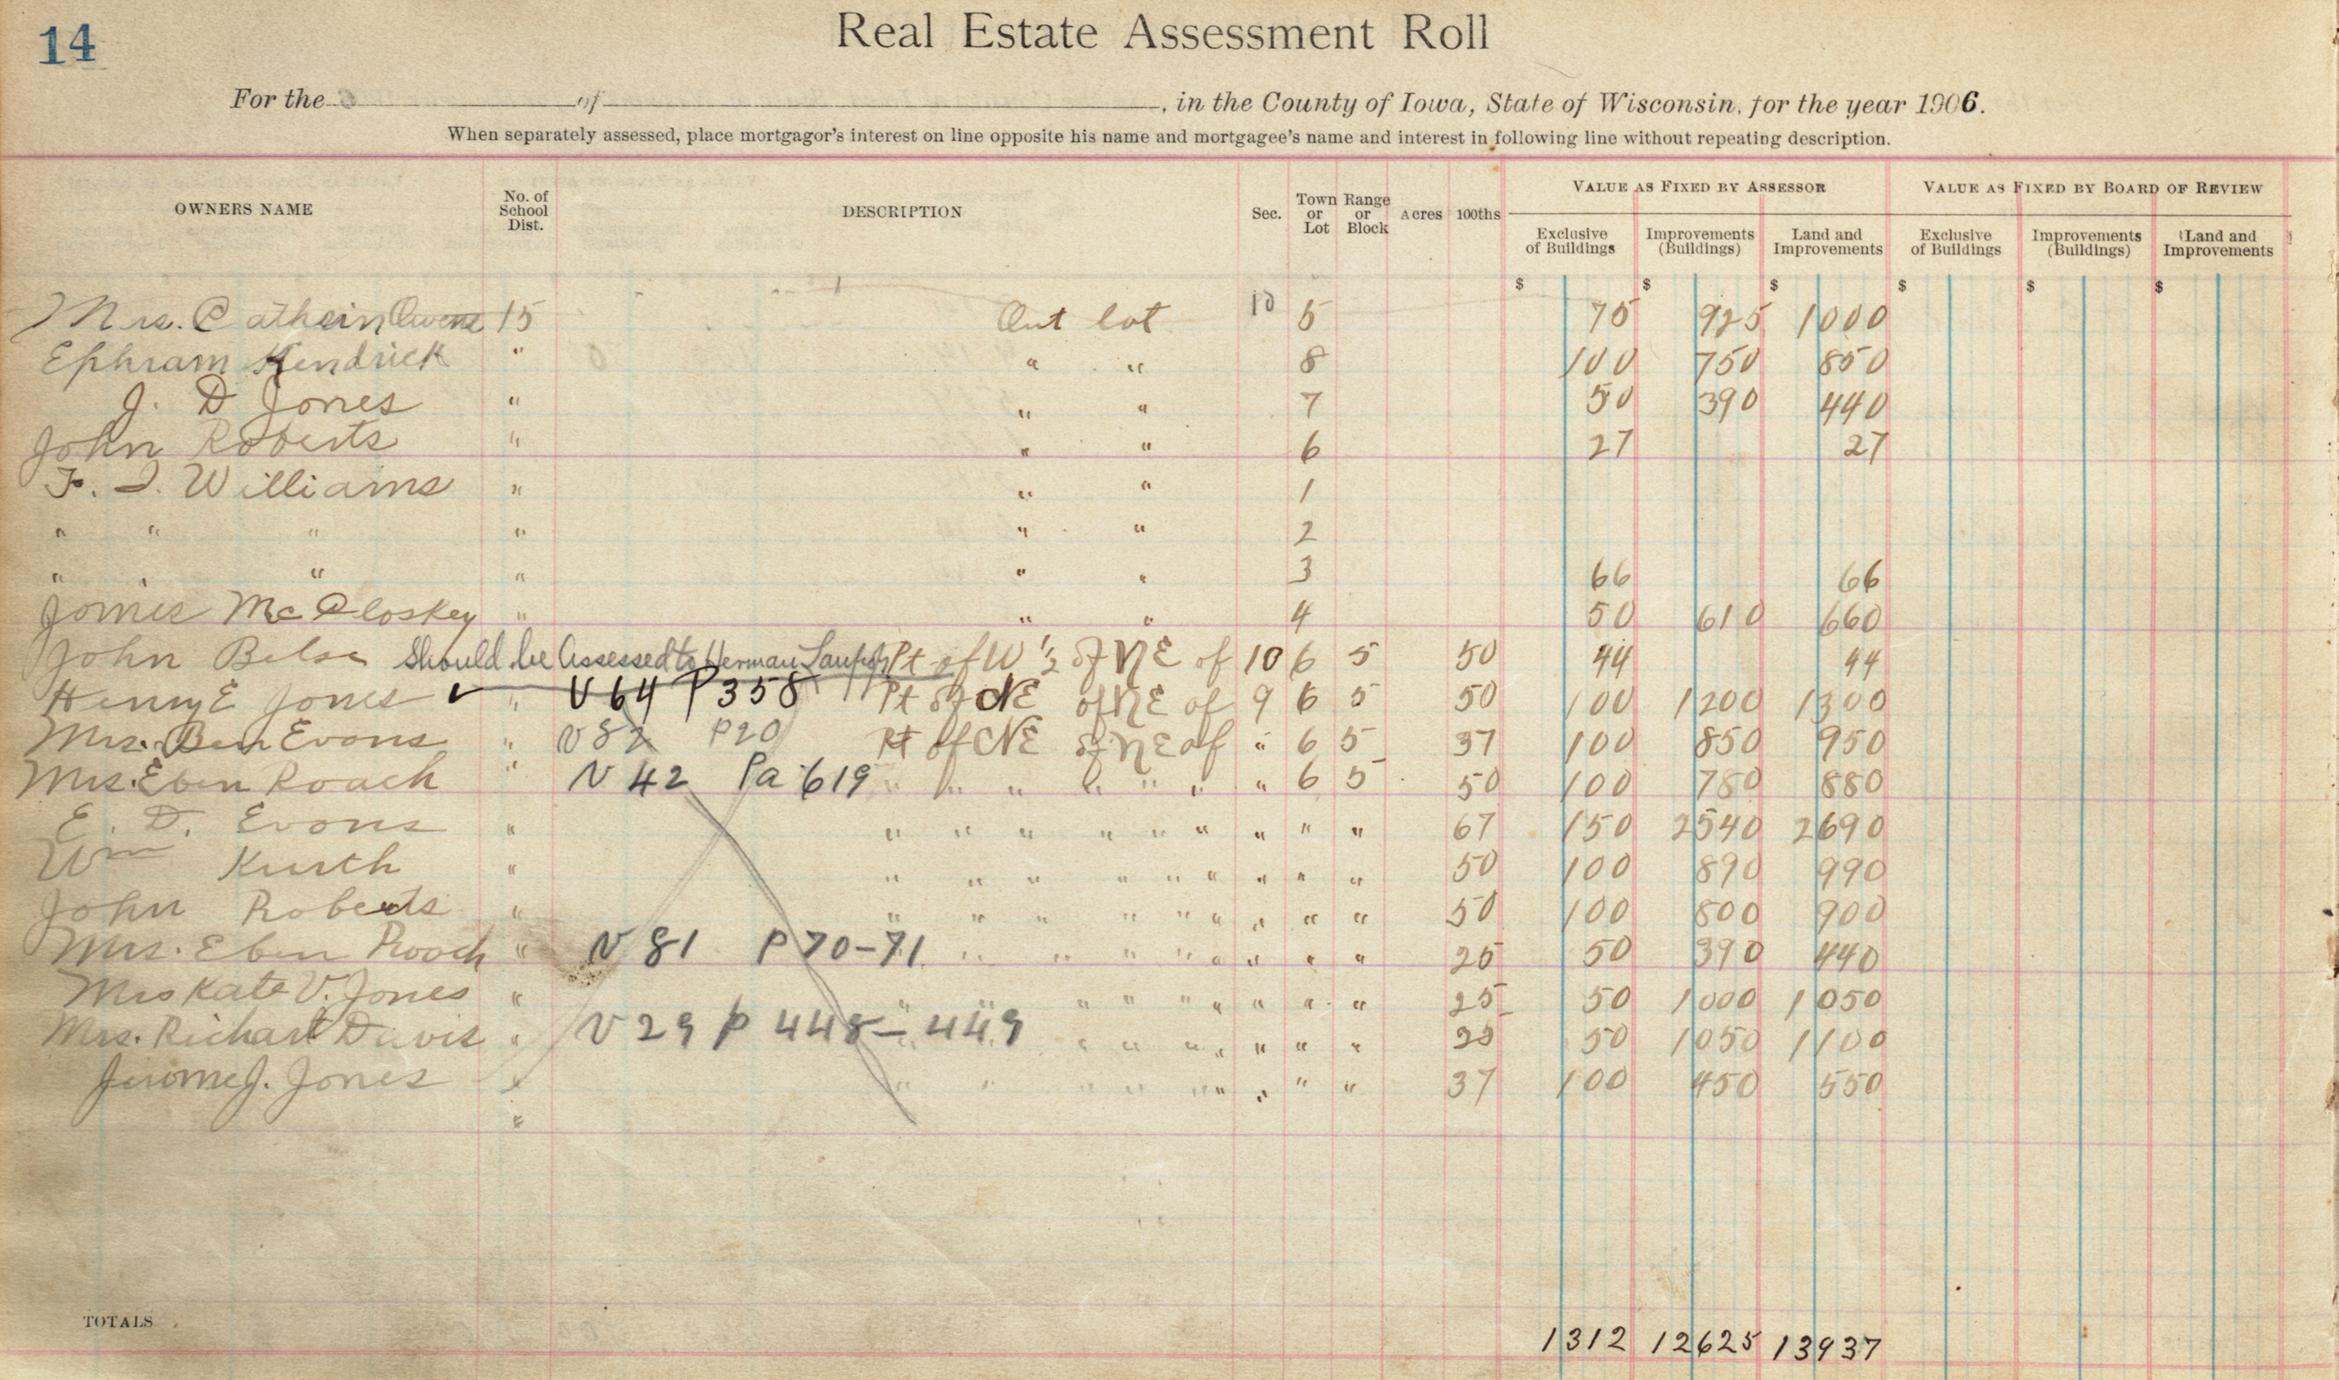 14
Real Estate Assessment Roll
For the of , in the County of Iowa, State of Wisconsin, for the year 1906.
When separately assessed, place mortgagor's interest on line opposite his name and mortgagee's name and interest in following line without repeating description.
OWNERS NAME No. of School Dist. DESCRIPTION Sec. Town or Lot Range or Block Acres 100ths VALUE AS FIXED BY ASSESSOR VALUE AS FIXED BY BOARD OF REVIEW
Exclusive of Buildings Improvements (Buildings) Land and Improvements Exclusive of Buildings Improvements (Buildings) Land and Improvements
$ $ $ $ $ $
Mrs. Cathein Owens 15 Out lot 10 5 75 925 1000
Ephram Kendrick " " " 8 100 750 850
J. D Jones " " " 7 50 390 440
John Roberts " " " 6 27 27
F. J. Williams " " " 1
" " " " " " 2
" " " " " " 3 66 66
James McCloskey " " " 4 50 610 660
John Should be Assessed to Herman Pt of W ½ of NE of 10 6 5 50 44 44
Henry E Jones ✓ " V 64 P 358 Pt of NE of NE of 9 6 5 50 100 1200 1300
Mrs. Ben Evans " V 82 P20 Pt of NE of NE of " 6 5 37 100 850 950
Mrs. Eben Roach " V 42 Pa 619 " " " " " " " 6 5 50 100 780 880
E. D. Evans " " " " " " " " " " 67 150 2540 2690
Wm Kurth " " " " " " " " " " 50 100 890 990
John Roberts " " " " " " " " " " 50 100 800 900
Mrs. Eben Roach " V 81 P 70-71 " " " " " " " " 25 50 390 440
Mrs Kate V. Jones " " " " " " " " " " 25 50 1000 1050
Mrs. Richard Davis " V 29 P 448-449 " " " " " " " " 50 1050 1100
Jerome J. Jones " " " " " " " " " " 37 100 450 550
"
TOTALS 1312 12625 13937